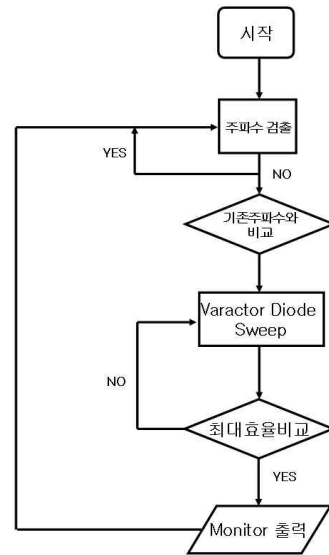 시작
주파수 검출
YES
NO
기존주파수와
비교
Varactor Diode
Sweep
NO
최대효율비교
YES
Monitor 출력